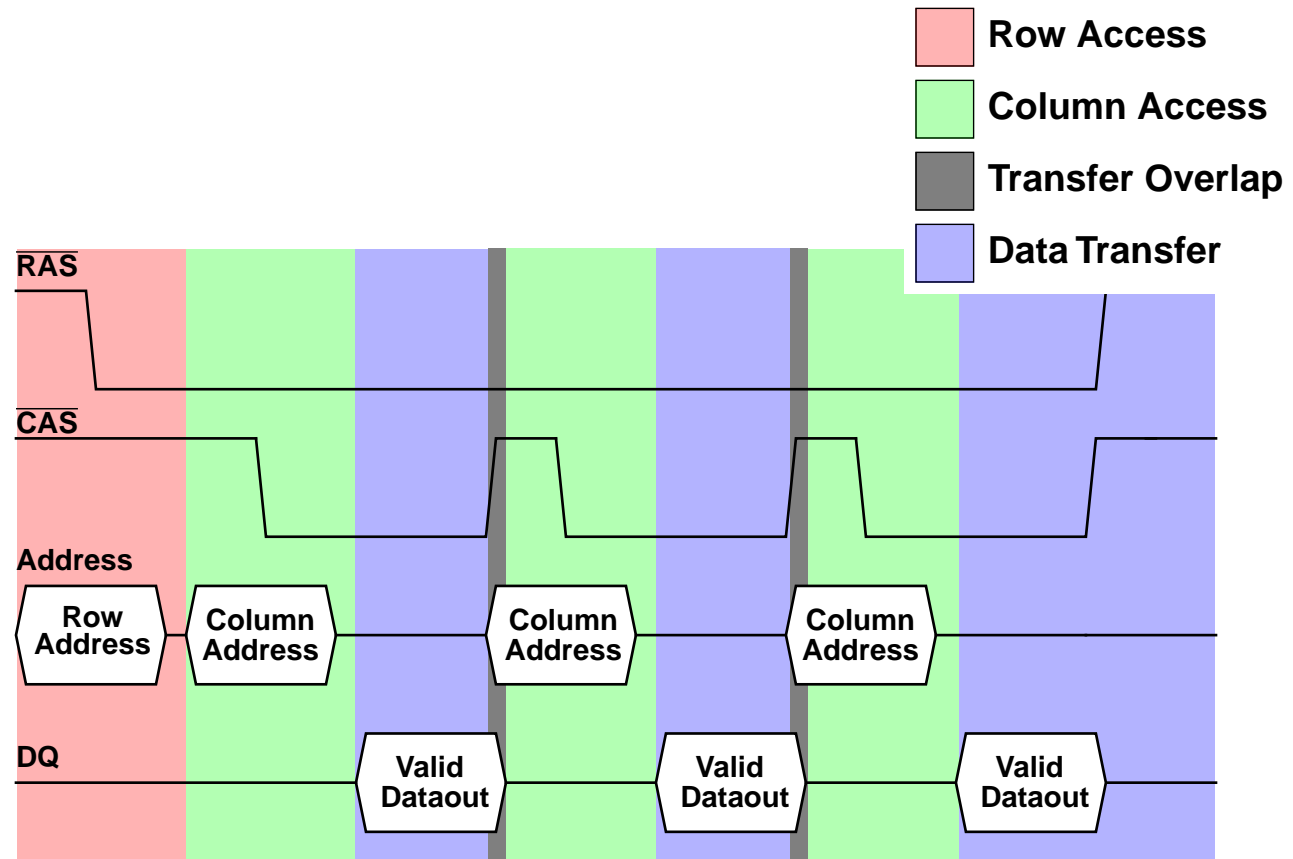 Row Access
Column Access
Transfer Overlap
Data Transfer
RAS
CAS
Address
Row
Address
Column
Address
Column
Address
Column
Address
DQ
Valid
Dataout
Valid
Dataout
Valid
Dataout